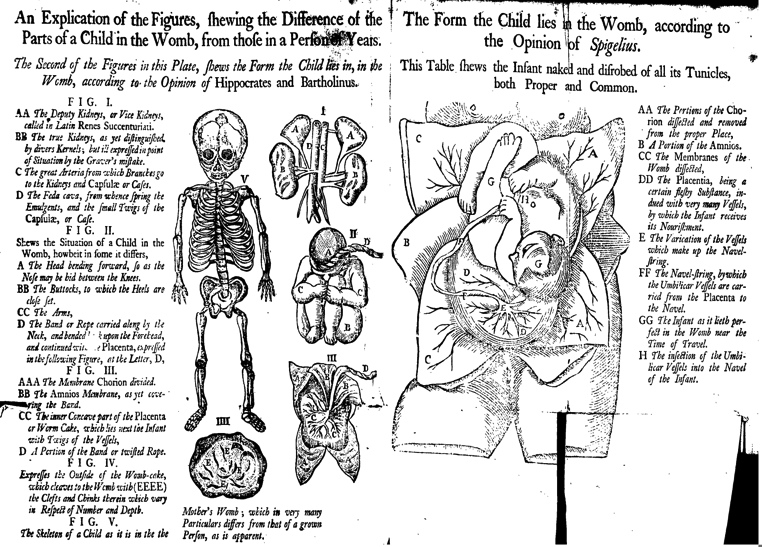 An Explication of the Figures, ſhewing the Difference of the
Parts of a Child in the Womb, from thoſe in a Perſon of Years.
The Second of the Figures in this Plate, ſhews the Form the Child lies in, in the
Womb, according to the Opinion of Hippocrates and Bartholinus.
FIG. I.
AA The Deputy Kidneys, or Vice Kidneys,
called in Latin Renes Succenturiati.
BB The true Kidneys, as yet diſtinguiſhed
by divers Kernels; but ill expreſſed in point
of Situation by the Graver's miſtake.
C The great Arteria from which Branches go
to the Kidneys and Capſulæ or Caſes.
D The Feda cava, from whence ſpring the
Emulgents, and the ſmall Twigs of the
Capſulæ, or Caſe.
FIG. II.
Shews the Situation of a Child in the
Womb, howbeit in ſome it differs,
A The Head bending forward, ſo as the
Noſe may be hid between the Knees.
BB The Buttocks, to which the Heels are
cloſe ſet.
CC The Arms,
D The Band or Rope carried along by the
Neck, and bended upon the Forehead,
and continued Placenta, expreſſed
in the following Figure, at the Letter, D,
FIG. III.
AAA The Membrane Chorion divided.
BB The Amnios Membrane, as yet cove-
ring the Band.
CC The inner Concave part of the Placenta
or Worm Cake, which lies next the Infant
with Twigs of the Veſſels,
D A Portion of the Band or twiſted Rope.
FIG. IV.
Expreſſes the Outſide of the Womb-cake,
which cleaves to the Womb with (EEEE)
the Clefts and Chinks therein which vary
in Reſpect of Number and Depth.
FIG. V.
The Skeleton of a Child as it is in the the
V
I
A
A
D
C
B
B
II
D
A
C
B
III
D
IIII
E
E
E
Mother's Womb; which in very many
Particulars differs from that of a grown
Perſon, as is apparent.
The Form the Child lies in the Womb, according to
the Opinion of Spigelius.
This Table ſhews the Infant naked and diſrobed of all its Tunicles,
both Proper and Common.
C
A
G
H
B
G
D
E
D
A
C
AA The Portions of the Cho-
rion diſſected and removed
from the proper Place,
B A Portion of the Amnios.
CC The Membranes of the
Womb diſſected,
DD The Placentia, being a
certain fleſhy Subſtance, in-
dued with very many Veſſels,
by which the Infant receives
its Nouriſhment.
E The Varication of the Veſſels
which make up the Navel-
ſtring.
FF The Navel-ſtring, by which
the Umbilicar Veſſels are car-
ried from the Placenta to
the Navel.
GG The Infant as it lieth per-
fect in the Womb near the
Time of Travel.
H The inſection of the Umbi-
licar Veſſels into the Navel
of the Infant.